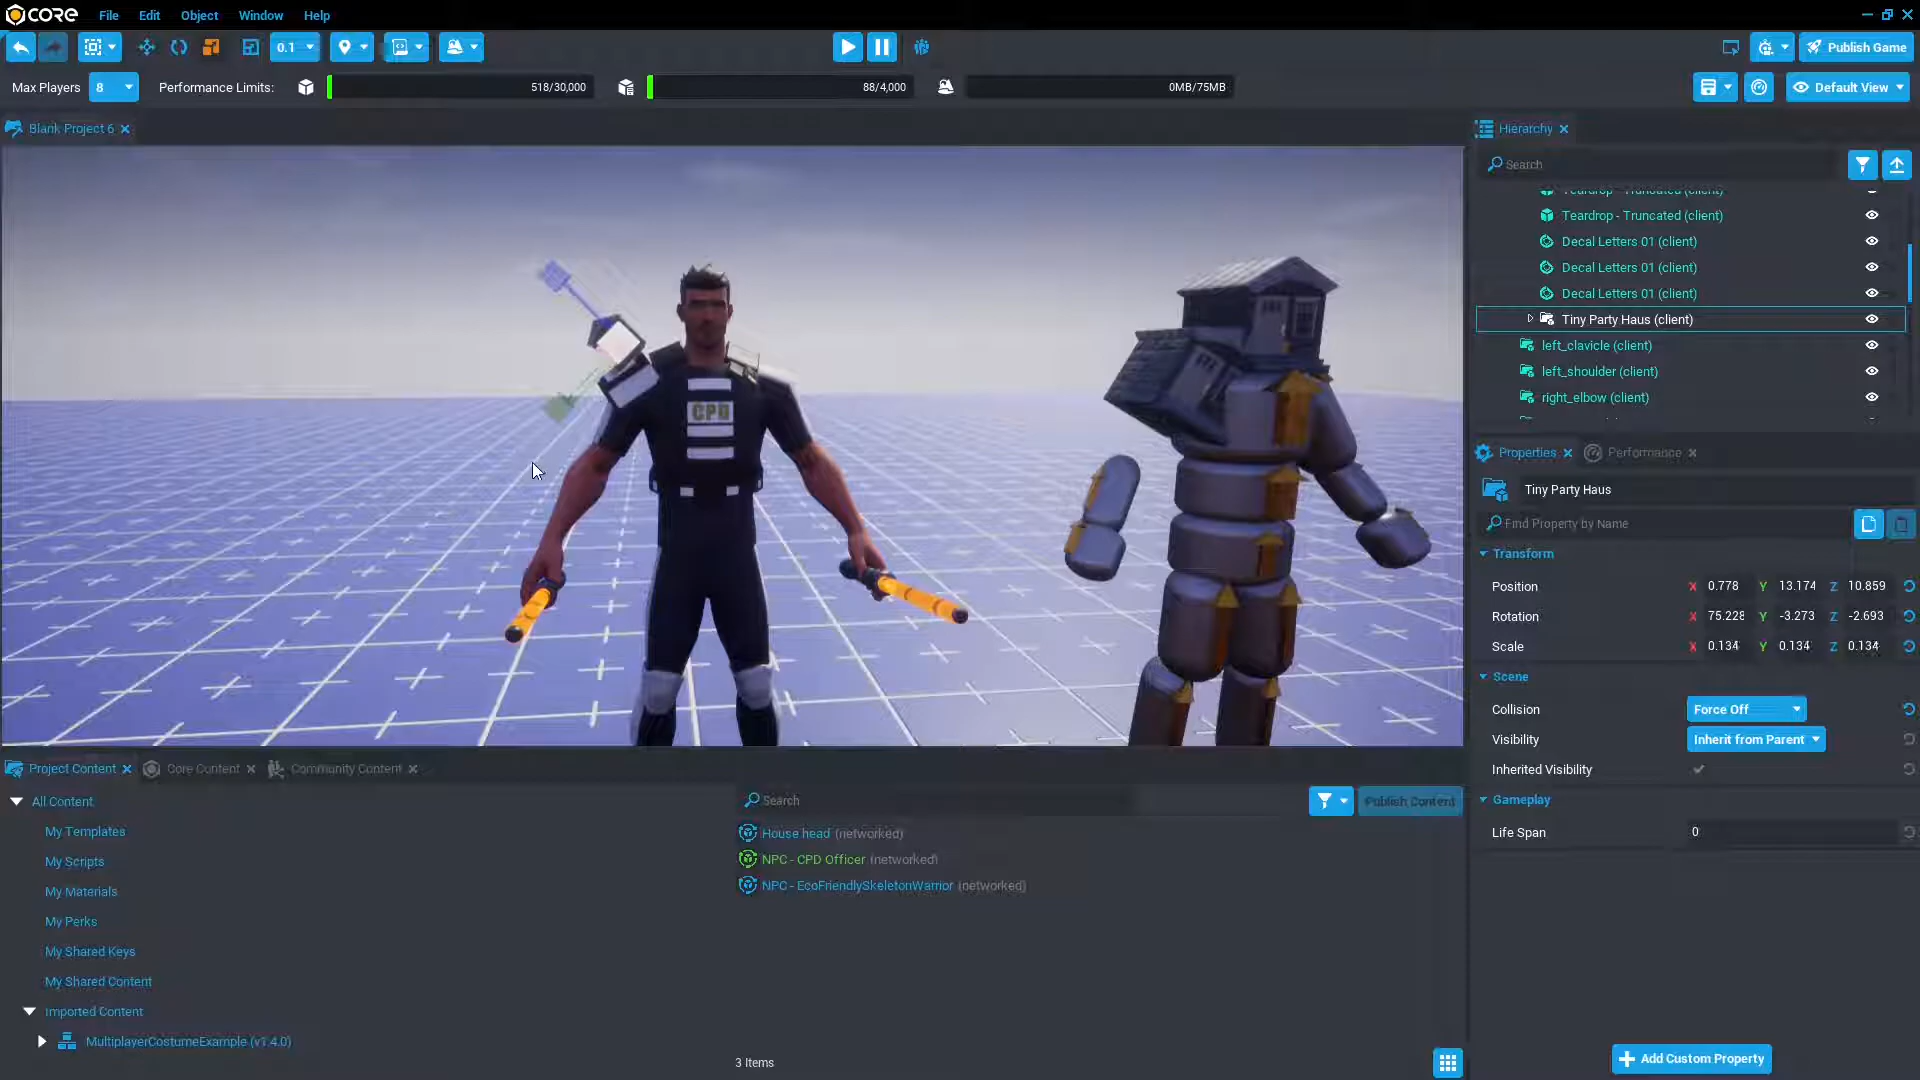 CORE
File Edit Object Window Help
0.1
Publish Game
Max Players 8 Performance Limits: 518/30,000 88/4,000 0MB/75MB
Default View
Blank Project 6
Hierarchy
Search
Teardrop - Truncated (client)
Teardrop - Truncated (client)
Decal Letters 01 (client)
Decal Letters 01 (client)
Decal Letters 01 (client)
Tiny Party Haus (client)
left_clavicle (client)
left_shoulder (client)
right_elbow (client)
CPD
Properties Performance
Tiny Party Haus
Find Property by Name
Transform
Position X 0.778 Y 13.174 Z 10.859
Rotation X 75.228 Y -3.273 Z -2.693
Scale X 0.134 Y 0.134 Z 0.134
Scene
Collision Force Off
Visibility Inherit from Parent
Inherited Visibility
Gameplay
Life Span 0
Add Custom Property
Project Content Core Content Community Content
All Content
My Templates
My Scripts
My Materials
My Perks
My Shared Keys
My Shared Content
Imported Content
MultiplayerCostumeExample (v1.4.0)
Search
Publish Content
House head (networked)
NPC - CPD Officer (networked)
NPC - EcoFriendlySkeletonWarrior (networked)
3 Items